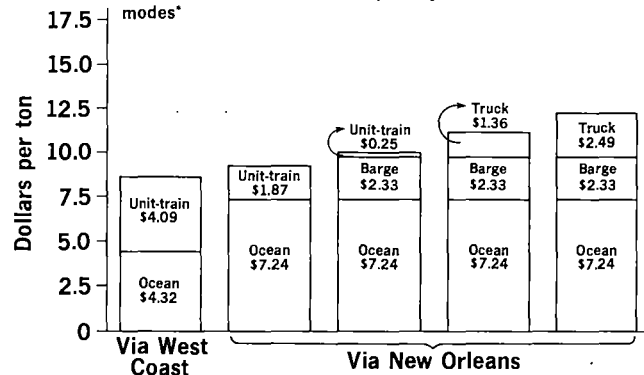 modes*
Dollars per ton
17.5
15.0
12.5
10.0
7.5
5.0
2.5
0
Unit-train
$4.09
Ocean
$4.32
Unit-train
$1.87
Ocean
$7.24
Unit-train
$0.25
Barge
$2.33
Ocean
$7.24
Truck
$1.36
Barge
$2.33
Ocean
$7.24
Truck
$2.49
Barge
$2.33
Ocean
$7.24
Via West
Coast
Via New Orleans